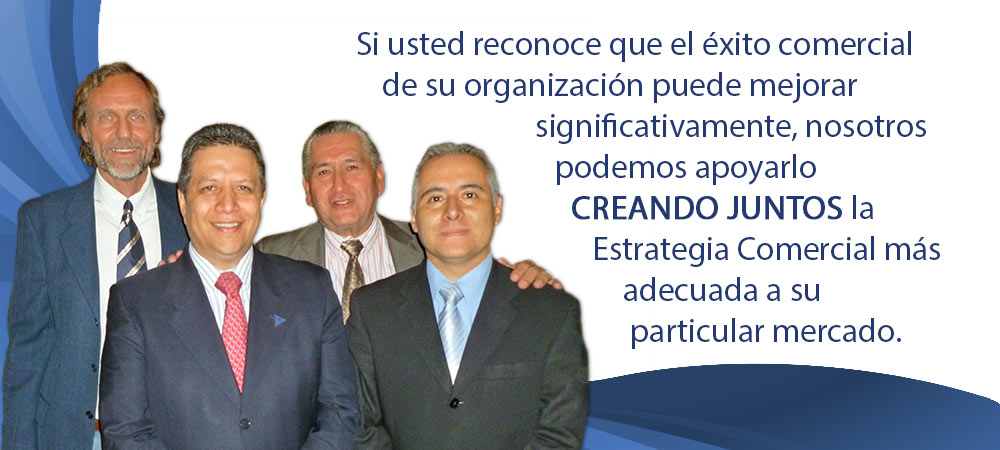 Si usted reconoce que el éxito comercial
de su organización puede mejorar
significativamente, nosotros
podemos apoyarlo
CREANDO JUNTOS la
Estrategia Comercial más
adecuada a su
particular mercado.